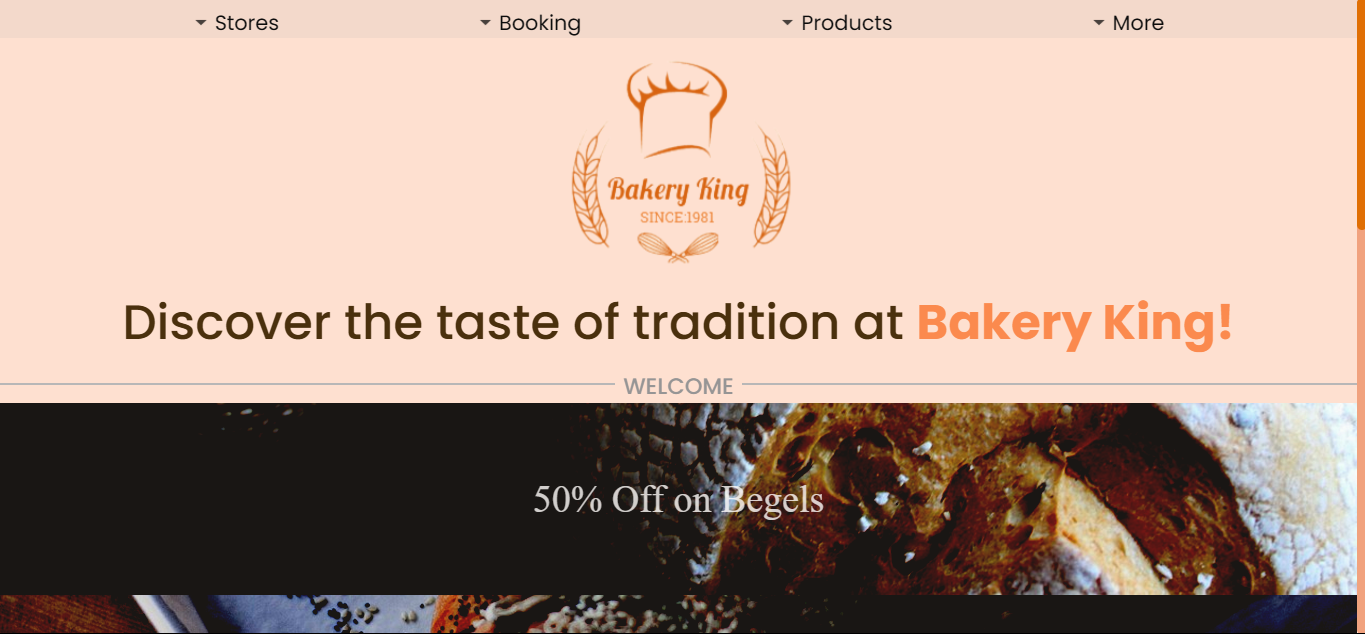 Stores Booking Products More
Bakery King
SINCE:1981
Discover the taste of tradition at Bakery King!
WELCOME
50% Off on Begels